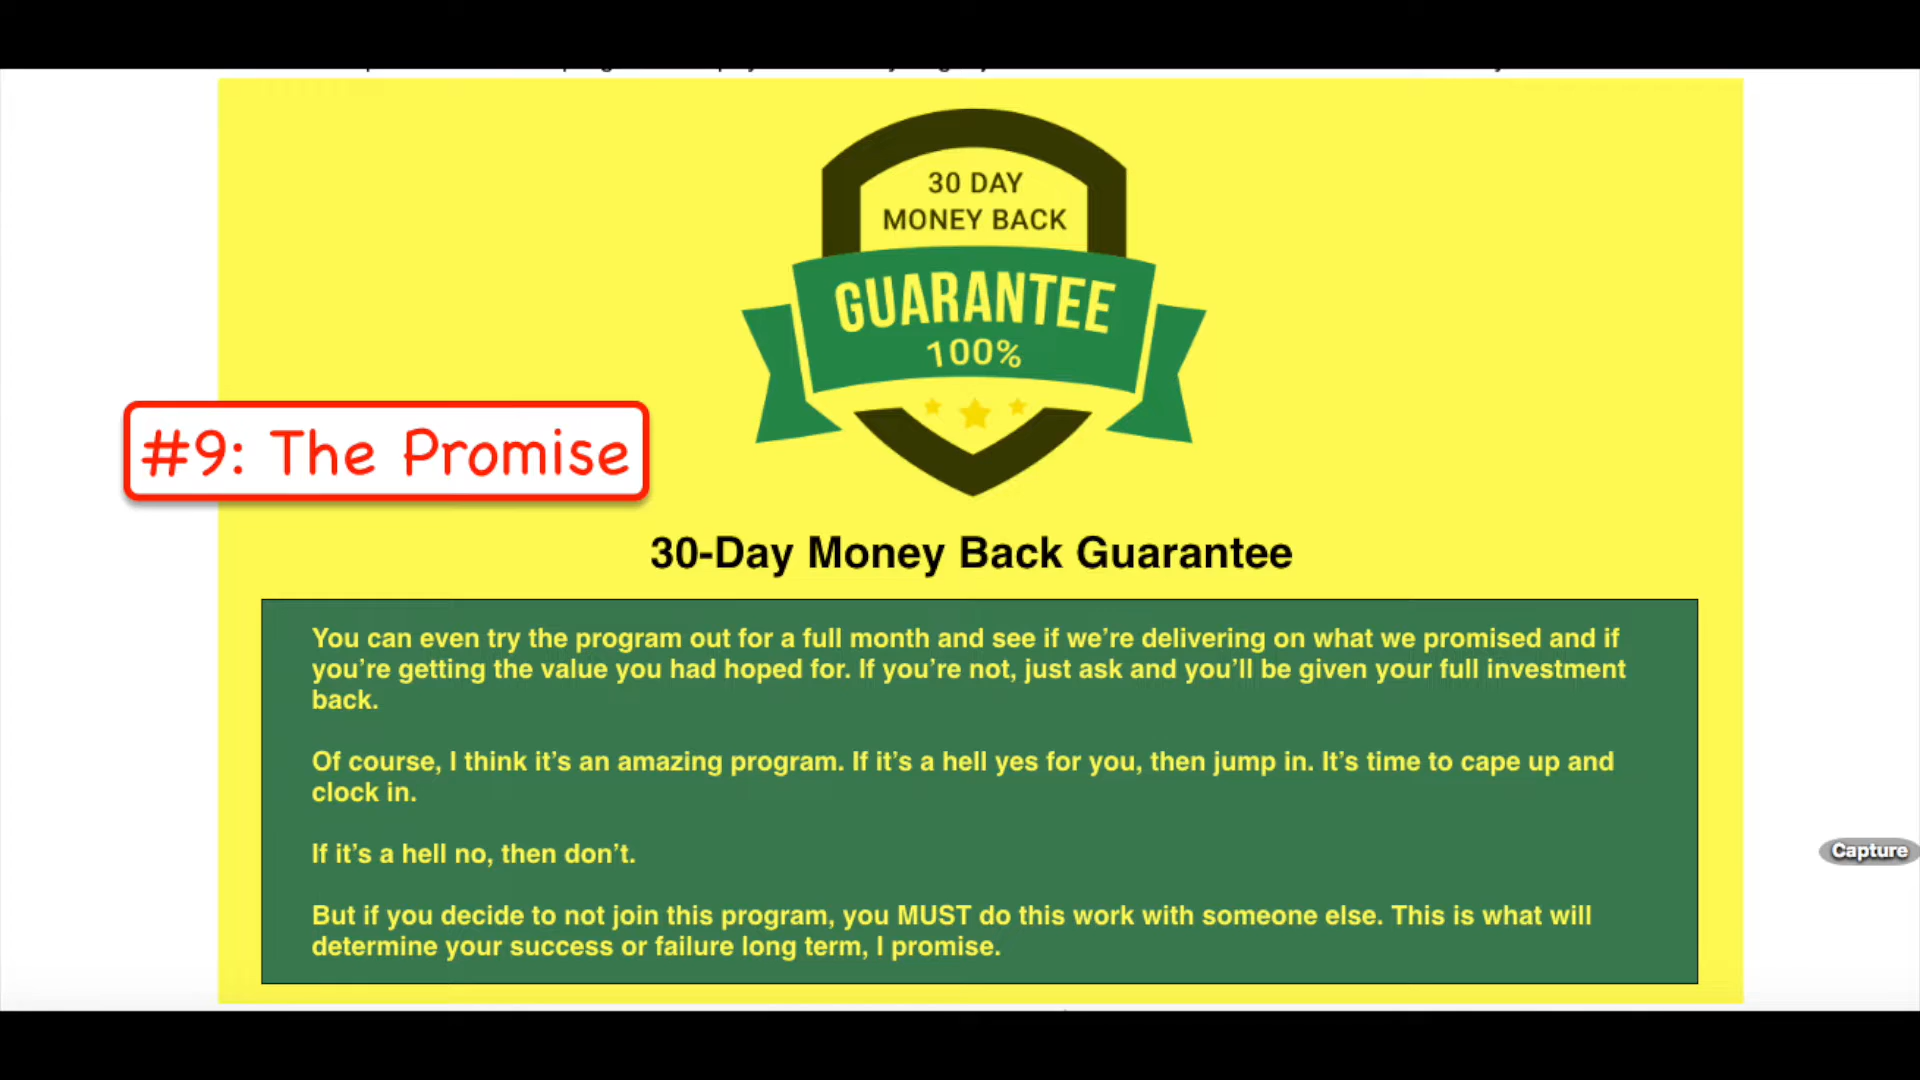 30 DAY
MONEY BACK
GUARANTEE
100%
#9: The Promise
30-Day Money Back Guarantee
You can even try the program out for a full month and see if we’re delivering on what we promised and if
you’re getting the value you had hoped for. If you’re not, just ask and you’ll be given your full investment
back.
Of course, I think it’s an amazing program. If it’s a hell yes for you, then jump in. It’s time to cape up and
clock in.
If it’s a hell no, then don’t.
Capture
But if you decide to not join this program, you MUST do this work with someone else. This is what will
determine your success or failure long term, I promise.